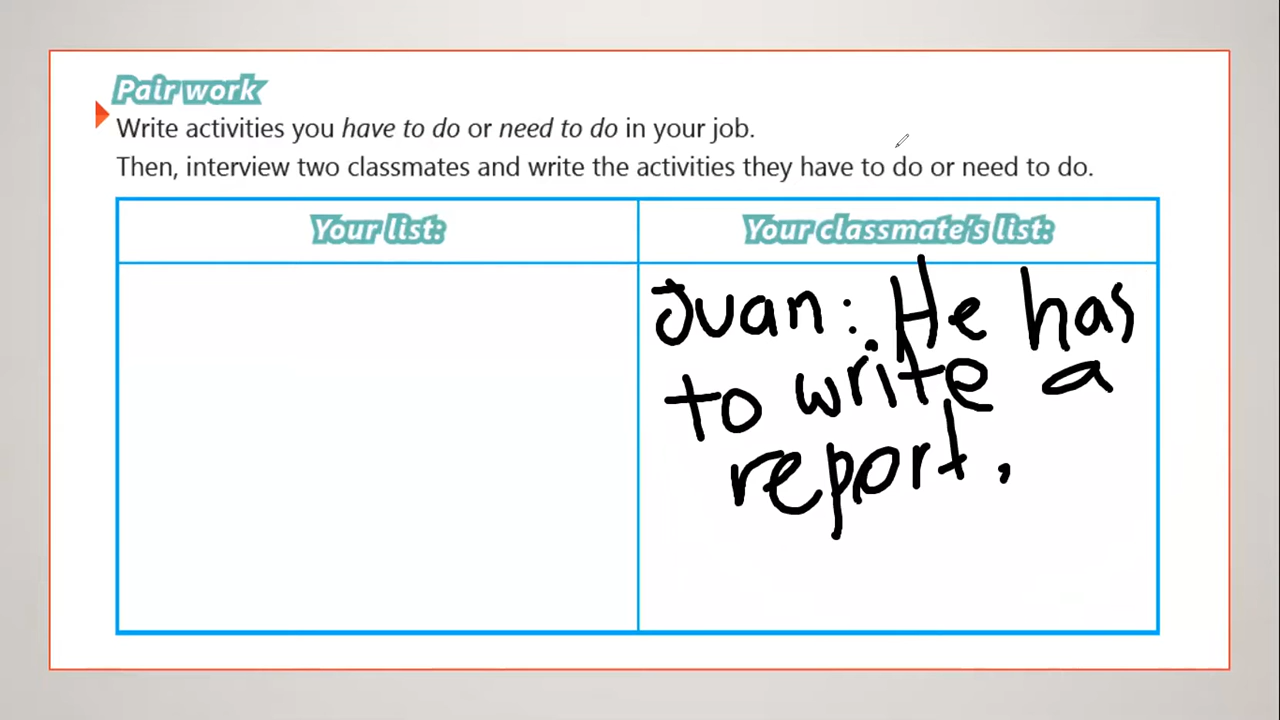 Pair work
Write activities you have to do or need to do in your job.
Then, interview two classmates and write the activities they have to do or need to do.
Your list:
Your classmate's list:
Juan: He has
to write a
report.